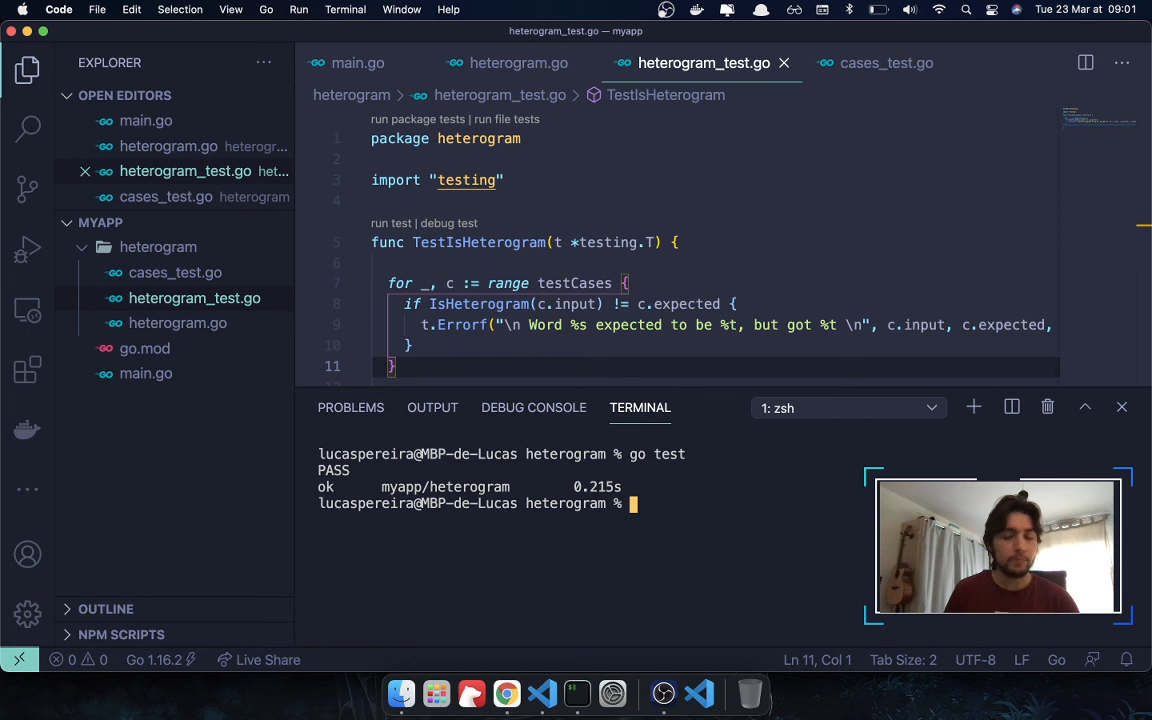 Code File Edit Selection View Go Run Terminal Window Help Tue 23 Mar at 09:01
heterogram_test.go — myapp
EXPLORER
OPEN EDITORS
main.go
heterogram.go heterogr...
heterogram_test.go het...
cases_test.go heterogram
MYAPP
heterogram
cases_test.go
heterogram_test.go
heterogram.go
go.mod
main.go
OUTLINE
NPM SCRIPTS
main.go heterogram.go heterogram_test.go cases_test.go
heterogram > heterogram_test.go > TestIsHeterogram
run package tests | run file tests
1 package heterogram
2
3 import "testing"
4
run test | debug test
5 func TestIsHeterogram(t *testing.T) {
6
7 for _, c := range testCases {
8 if IsHeterogram(c.input) != c.expected {
9 t.Errorf("\n Word %s expected to be %t, but got %t \n", c.input, c.expected,
10 }
11 }
12
PROBLEMS OUTPUT DEBUG CONSOLE TERMINAL 1: zsh
lucaspereira@MBP-de-Lucas heterogram % go test
PASS
ok myapp/heterogram 0.215s
lucaspereira@MBP-de-Lucas heterogram %
0 0 Go 1.16.2 Live Share Ln 11, Col 1 Tab Size: 2 UTF-8 LF Go